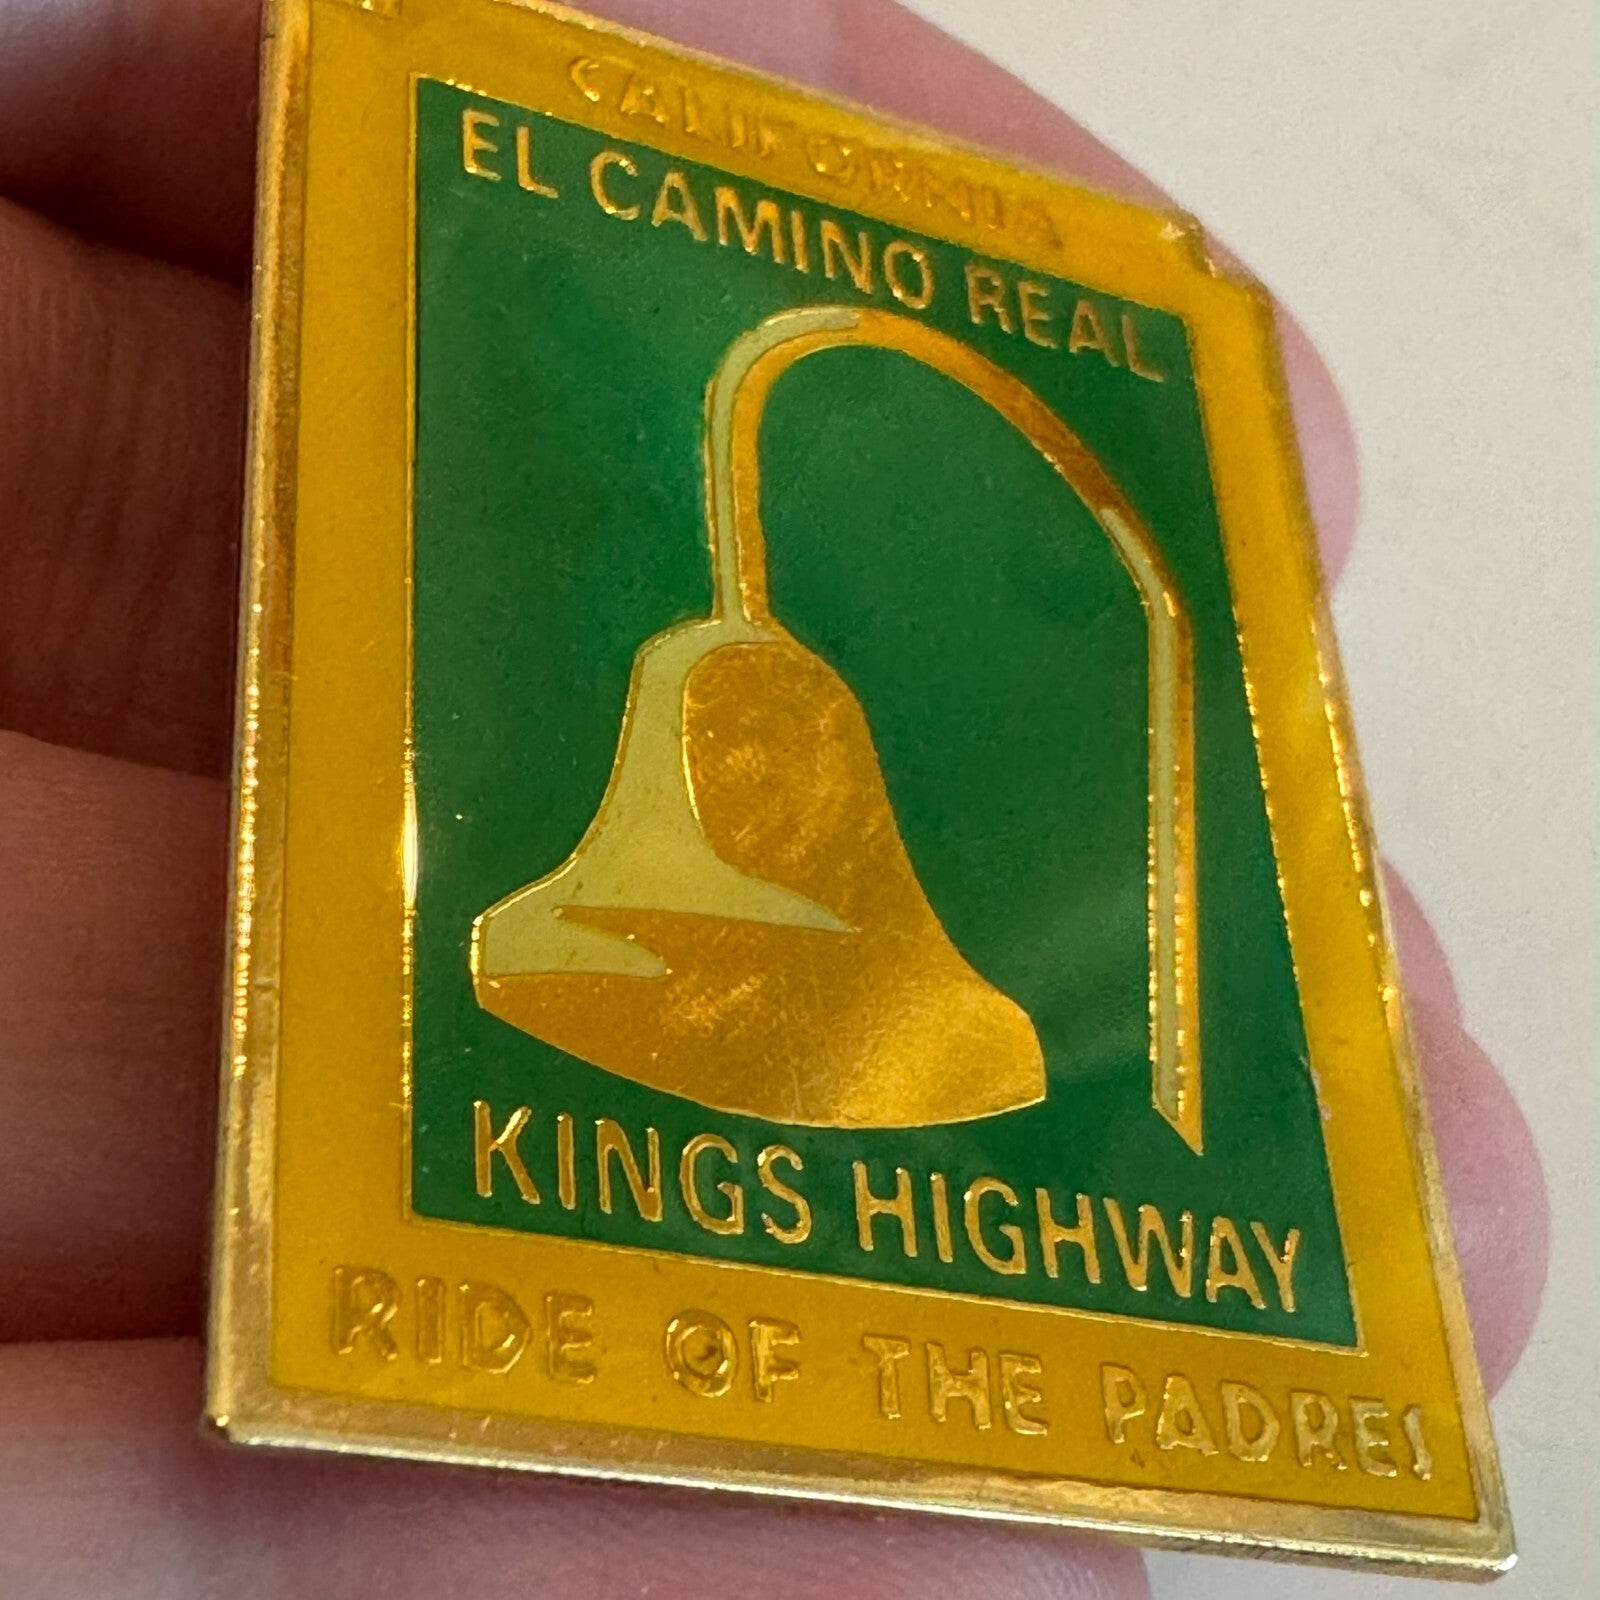 CALIFORNIA
EL CAMINO REAL
KINGS HIGHWAY
RIDE OF THE PADRES